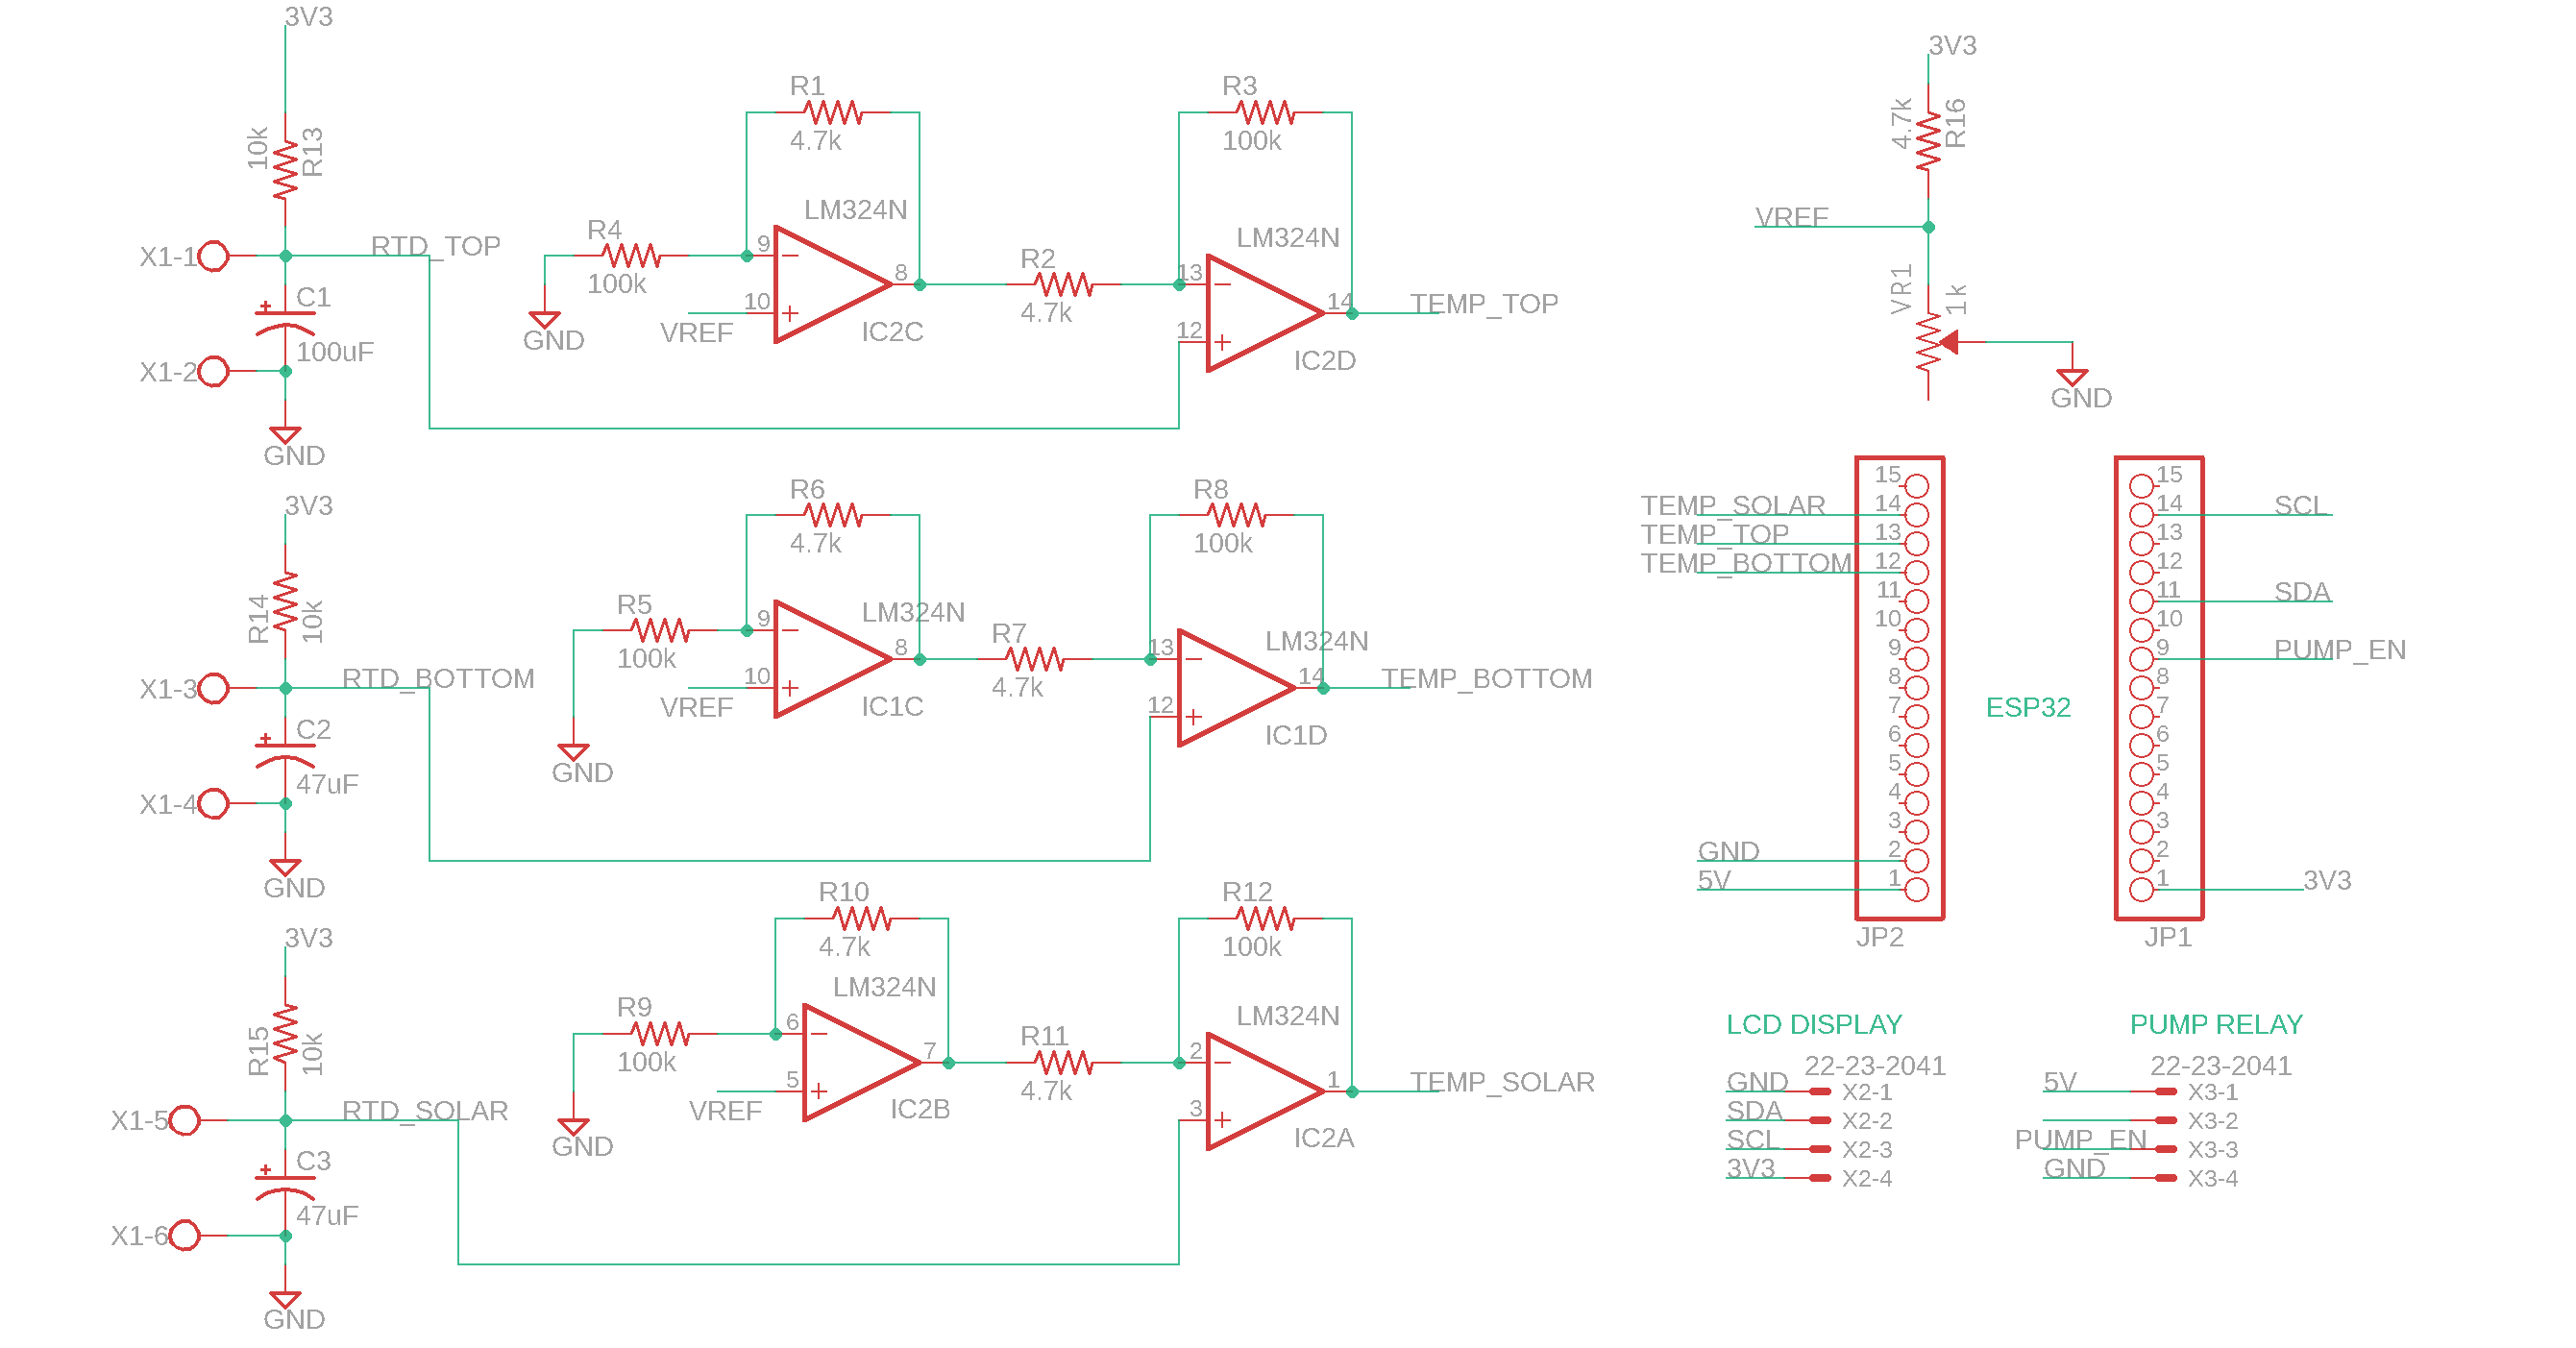 3V3
10k
R13
X1-1
RTD_TOP
C1
100uF
X1-2
GND
R1
4.7k
LM324N
R4
100k
GND
9
10
8
VREF
IC2C
R2
4.7k
R3
100k
LM324N
13
12
14
TEMP_TOP
IC2D
3V3
4.7k
R16
VREF
VR1
1k
GND
3V3
R14
10k
X1-3
RTD_BOTTOM
C2
47uF
X1-4
GND
R6
4.7k
LM324N
R5
100k
GND
9
10
8
VREF
IC1C
R7
4.7k
R8
100k
LM324N
13
12
14
TEMP_BOTTOM
IC1D
3V3
R15
10k
X1-5
RTD_SOLAR
C3
47uF
X1-6
GND
R10
4.7k
LM324N
R9
100k
GND
6
5
7
VREF
IC2B
R11
4.7k
R12
100k
LM324N
2
3
1
TEMP_SOLAR
IC2A
15
TEMP_SOLAR 14
TEMP_TOP 13
TEMP_BOTTOM 12
11
10
9
8
7
6
5
4
3
GND 2
5V 1
JP2
ESP32
15
14 SCL
13
12
11 SDA
10
9 PUMP_EN
8
7
6
5
4
3
2
1 3V3
JP1
LCD DISPLAY
22-23-2041
GND X2-1
SDA X2-2
SCL X2-3
3V3 X2-4
PUMP RELAY
22-23-2041
5V X3-1
X3-2
PUMP_EN X3-3
GND X3-4